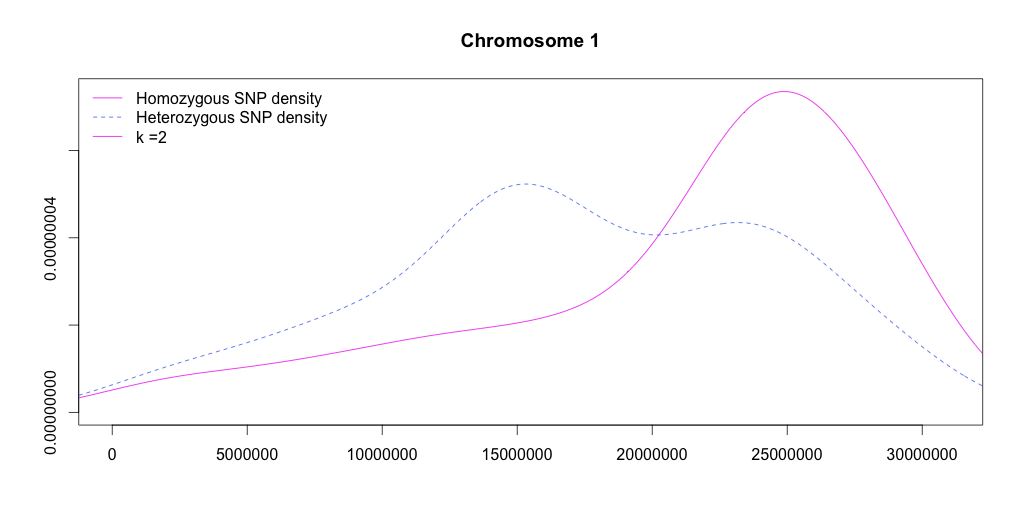 Chromosome 1
Homozygous SNP density
Heterozygous SNP density
k =2
0.00000004
0.00000000
0 5000000 10000000 15000000 20000000 25000000 30000000